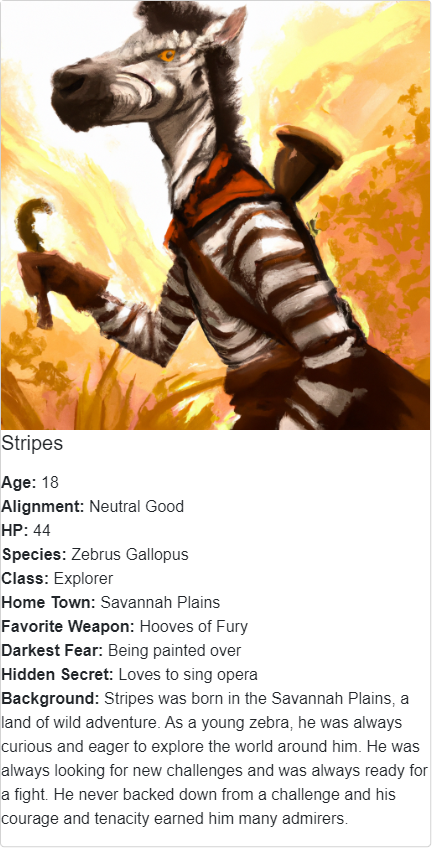 Stripes
Age: 18
Alignment: Neutral Good
HP: 44
Species: Zebrus Gallopus
Class: Explorer
Home Town: Savannah Plains
Favorite Weapon: Hooves of Fury
Darkest Fear: Being painted over
Hidden Secret: Loves to sing opera
Background: Stripes was born in the Savannah Plains, a
land of wild adventure. As a young zebra, he was always
curious and eager to explore the world around him. He was
always looking for new challenges and was always ready for
a fight. He never backed down from a challenge and his
courage and tenacity earned him many admirers.